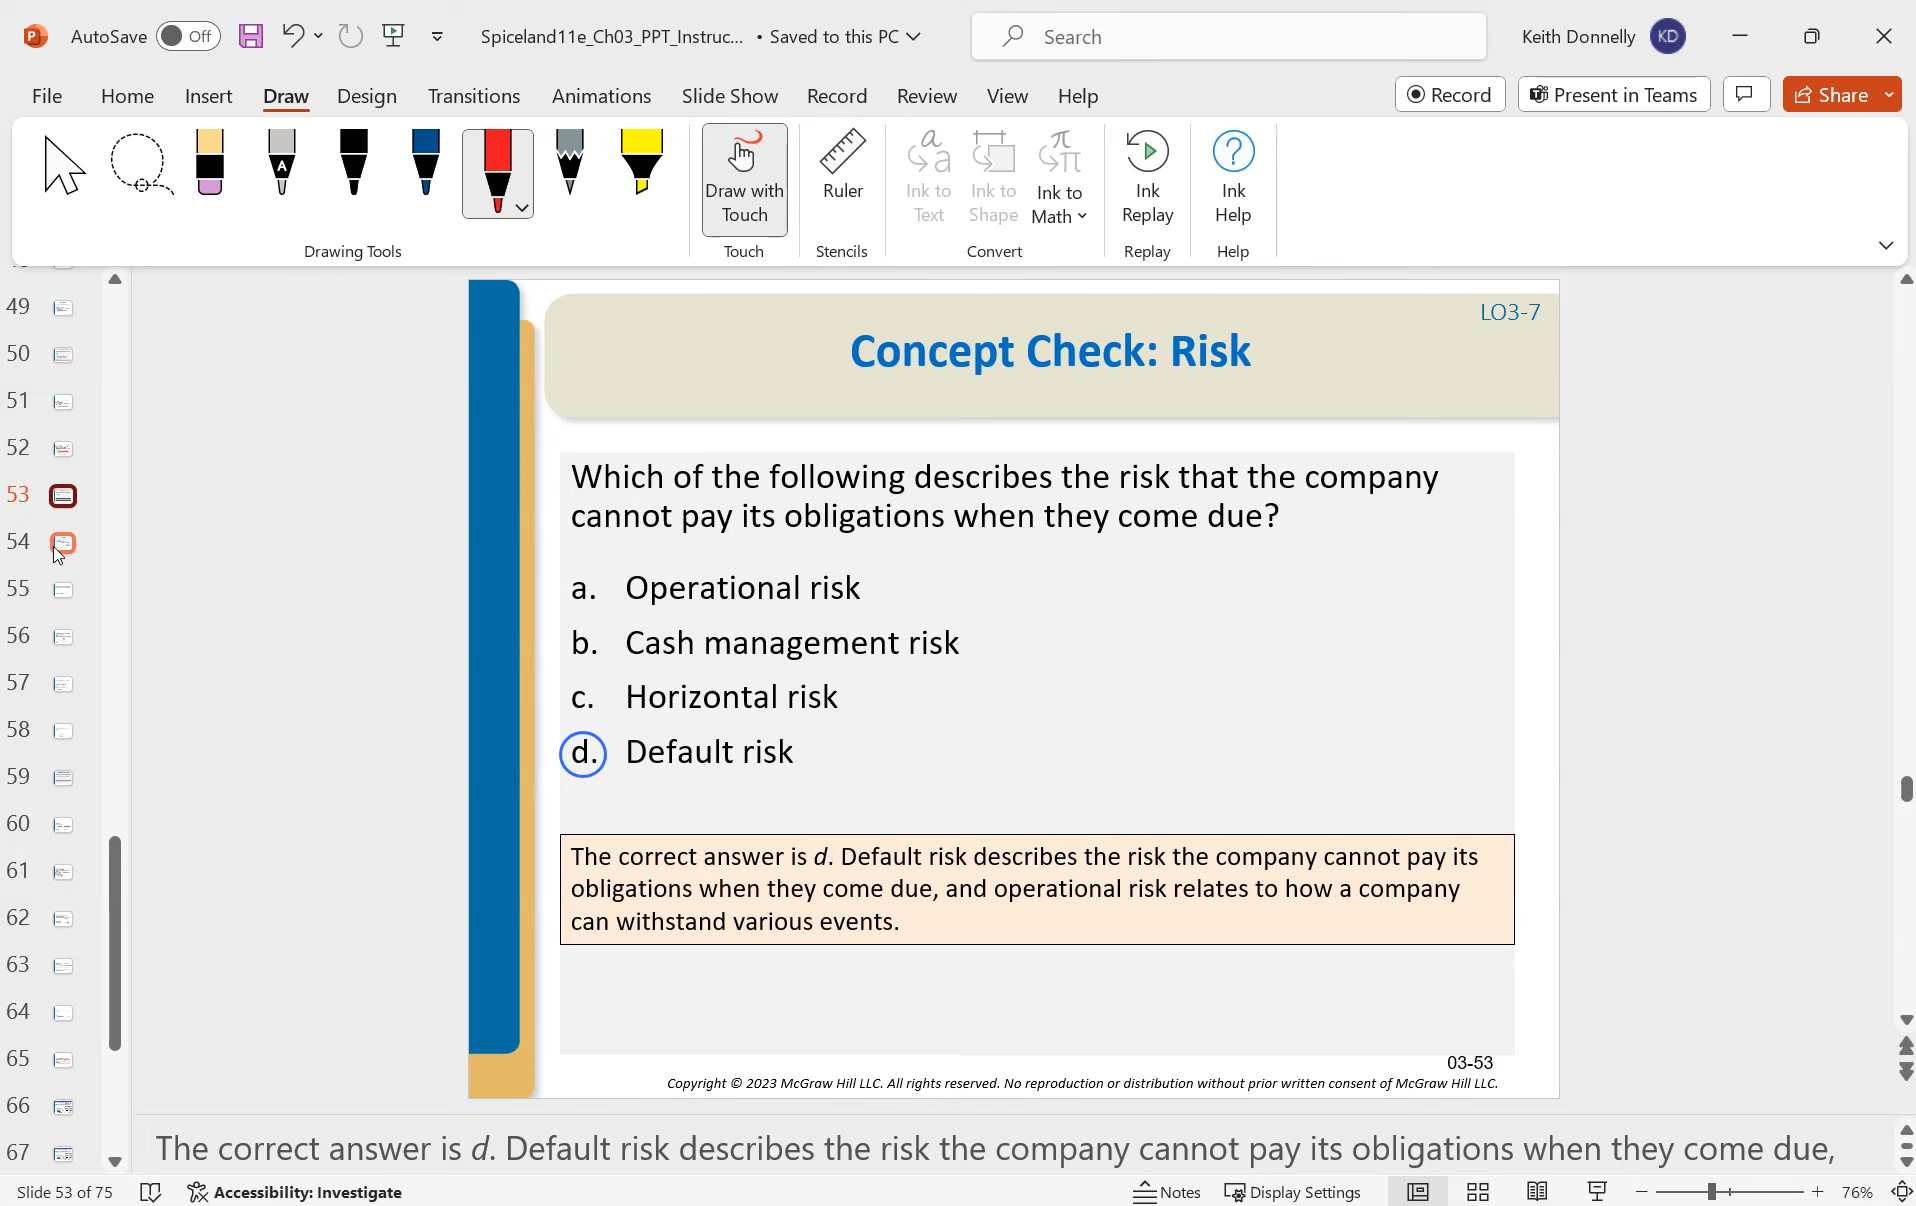 AutoSave Off Spiceland11e_Ch03_PPT_Instruc... • Saved to this PC Search Keith Donnelly KD
File Home Insert Draw Design Transitions Animations Slide Show Record Review View Help Record Present in Teams Share
A
Draw with Touch
Ruler
Ink to Text
Ink to Shape
Ink to Math
Ink Replay
Ink Help
Drawing Tools Touch Stencils Convert Replay Help
49
50
51
52
53
54
55
56
57
58
59
60
61
62
63
64
65
66
67
LO3-7
Concept Check: Risk
Which of the following describes the risk that the company
cannot pay its obligations when they come due?
a. Operational risk
b. Cash management risk
c. Horizontal risk
d. Default risk
The correct answer is d. Default risk describes the risk the company cannot pay its
obligations when they come due, and operational risk relates to how a company
can withstand various events.
03-53
Copyright © 2023 McGraw Hill LLC. All rights reserved. No reproduction or distribution without prior written consent of McGraw Hill LLC.
The correct answer is d. Default risk describes the risk the company cannot pay its obligations when they come due,
Slide 53 of 75 Accessibility: Investigate Notes Display Settings 76%